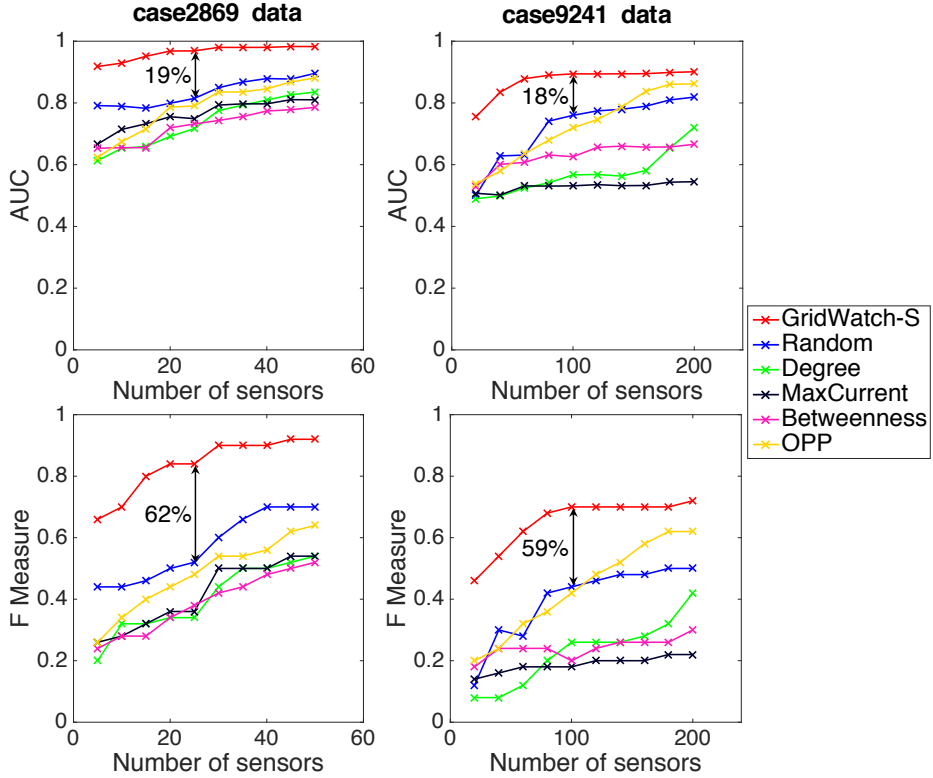 case2869 data
case9241 data
AUC
1
0.8
0.6
0.4
0.2
0
19%
0
20
40
60
Number of sensors
AUC
1
0.8
0.6
0.4
0.2
0
18%
0
100
200
Number of sensors
GridWatch-S
Random
Degree
MaxCurrent
Betweenness
OPP
F Measure
1
0.8
0.6
0.4
0.2
0
62%
0
20
40
60
Number of sensors
F Measure
1
0.8
0.6
0.4
0.2
0
59%
0
100
200
Number of sensors